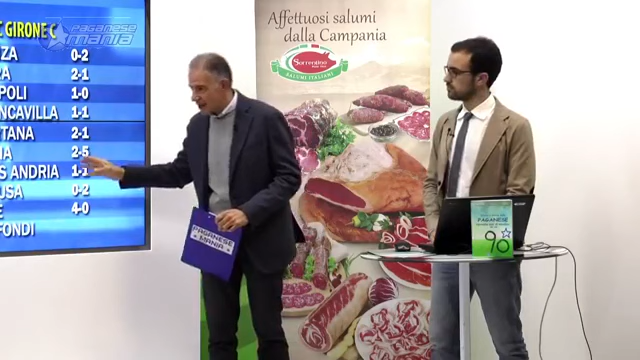 C GIRONE C
PAGANESE
MANIA
ZA 0-2
RA 2-1
POLI 1-0
NCAVILLA 1-1
TANA 2-1
IA 2-5
S ANDRIA 1-1
USA 0-2
E 4-0
FONDI
Affettuosi salumi
dalla Campania
Sorrentino
SALUMI ITALIANI
PAGANESE
MANIA
PAGANESE
90